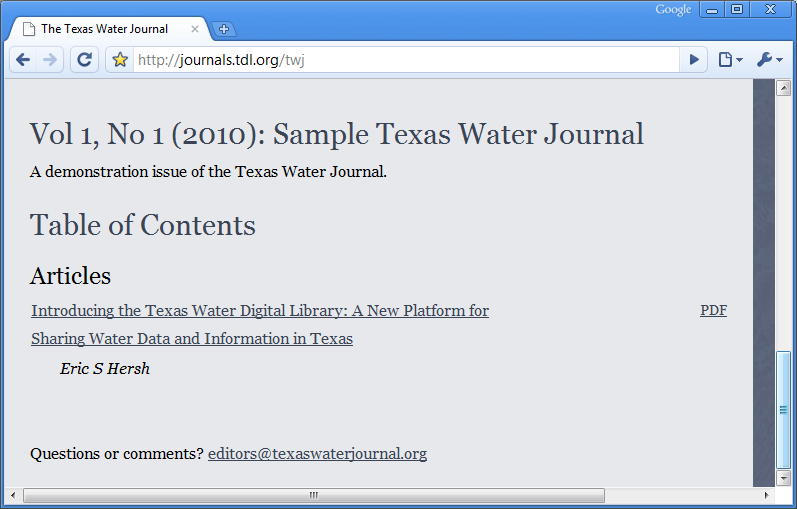 Google
The Texas Water Journal
http://journals.tdl.org/twj
Vol 1, No 1 (2010): Sample Texas Water Journal
A demonstration issue of the Texas Water Journal.
Table of Contents
Articles
Introducing the Texas Water Digital Library: A New Platform for PDF
Sharing Water Data and Information in Texas
Eric S Hersh
Questions or comments? editors@texaswaterjournal.org